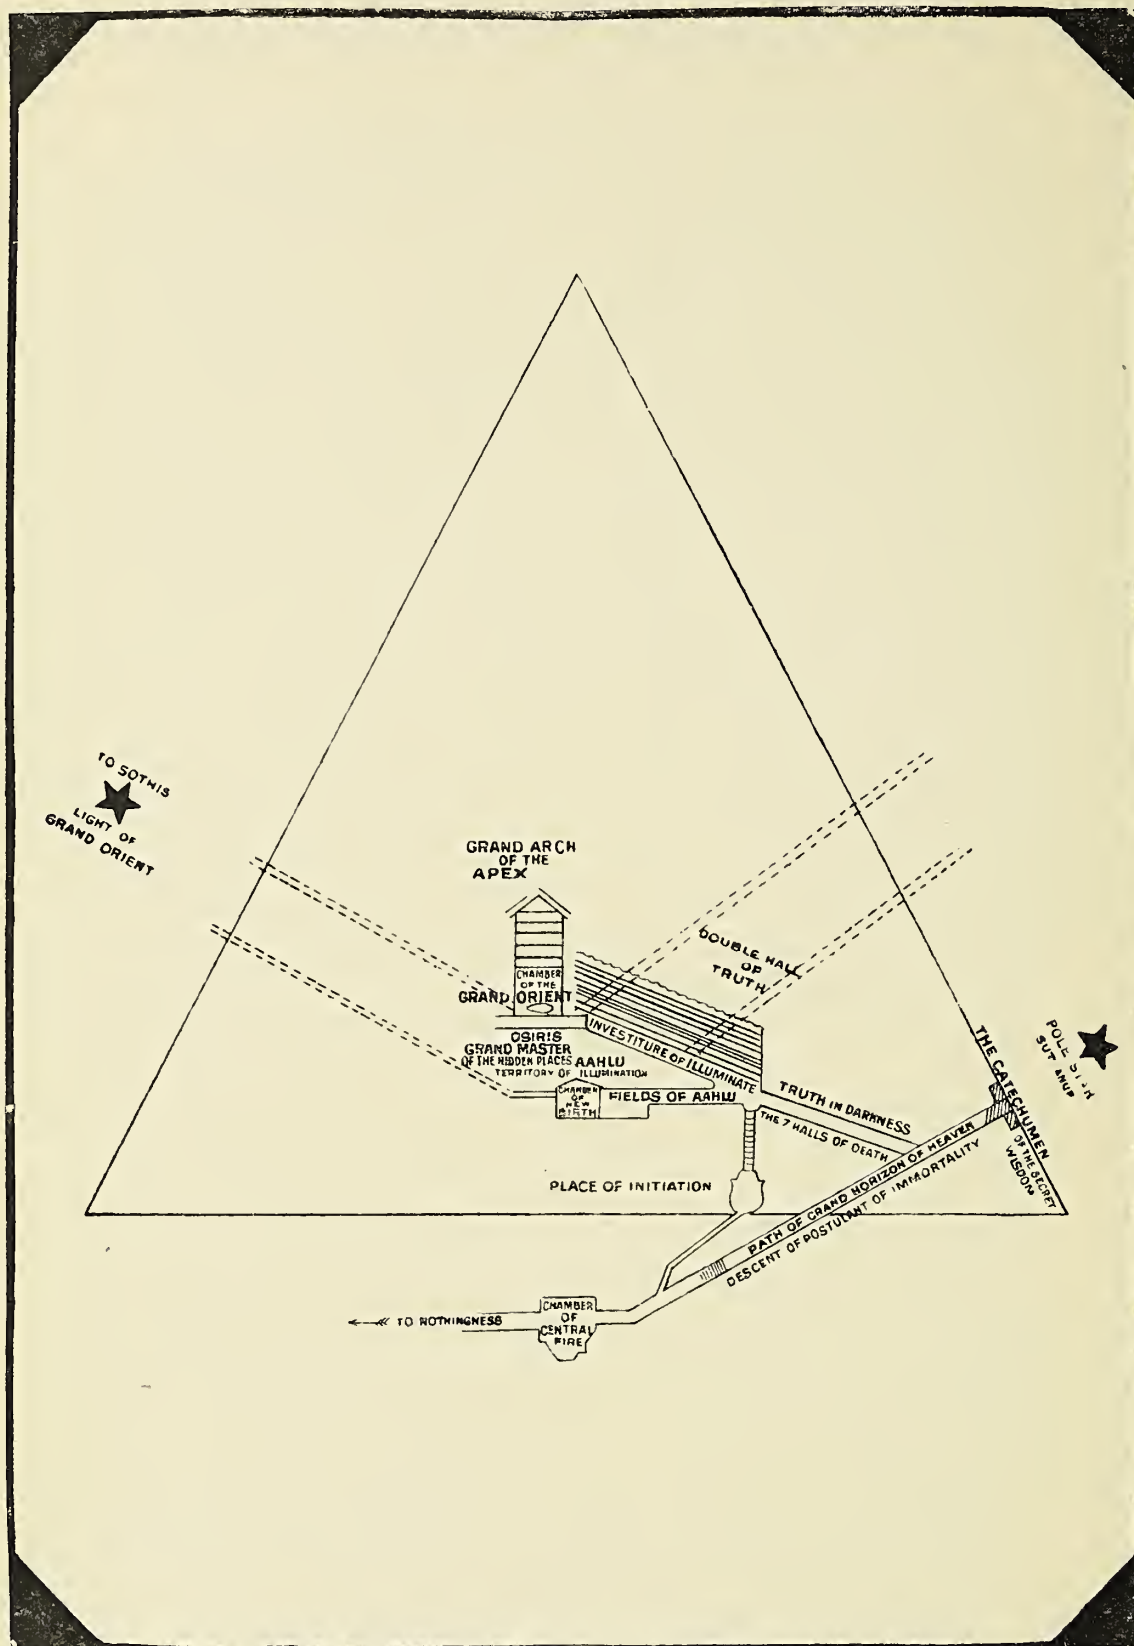 TO SOTHIS
LIGHT OF
GRAND ORIENT
GRAND ARCH
OF THE
APEX
CHAMBER
OF THE
GRAND ORIENT
DOUBLE HALL
OF
TRUTH
INVESTITURE OF ILLUMINATE
OSIRIS
GRAND MASTER
OF THE HIDDEN PLACES AAHLU
TERRITORY OF ILLUMINATION
CHAMBER
OF
NEW
BIRTH
FIELDS OF AAHLU
TRUTH IN DARKNESS
THE 7 HALLS OF DEATH
POLE STAR
SUT ANUP
THE CATECHUMEN
OF THE SECRET
WISDOM
PLACE OF INITIATION
PATH OF GRAND HORIZON OF HEAVEN
DESCENT OF POSTULANT OF IMMORTALITY
TO NOTHINGNESS
CHAMBER
OF
CENTRAL
FIRE